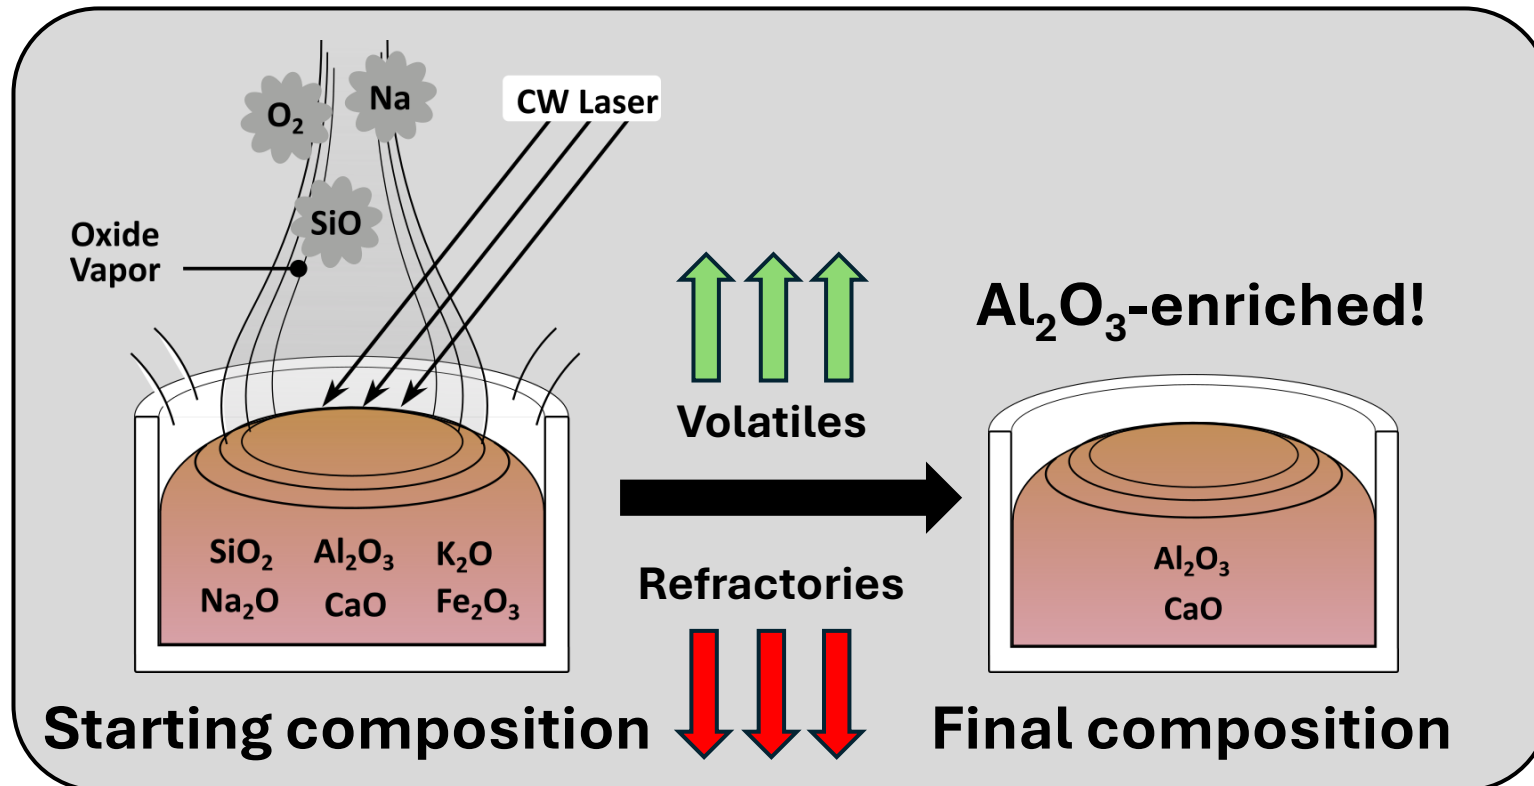 O₂
Na
CW Laser
SiO
Oxide
Vapor
Al₂O₃-enriched!
Volatiles
SiO₂ Al₂O₃ K₂O
Na₂O CaO Fe₂O₃
Refractories
Al₂O₃
CaO
Starting composition
Final composition